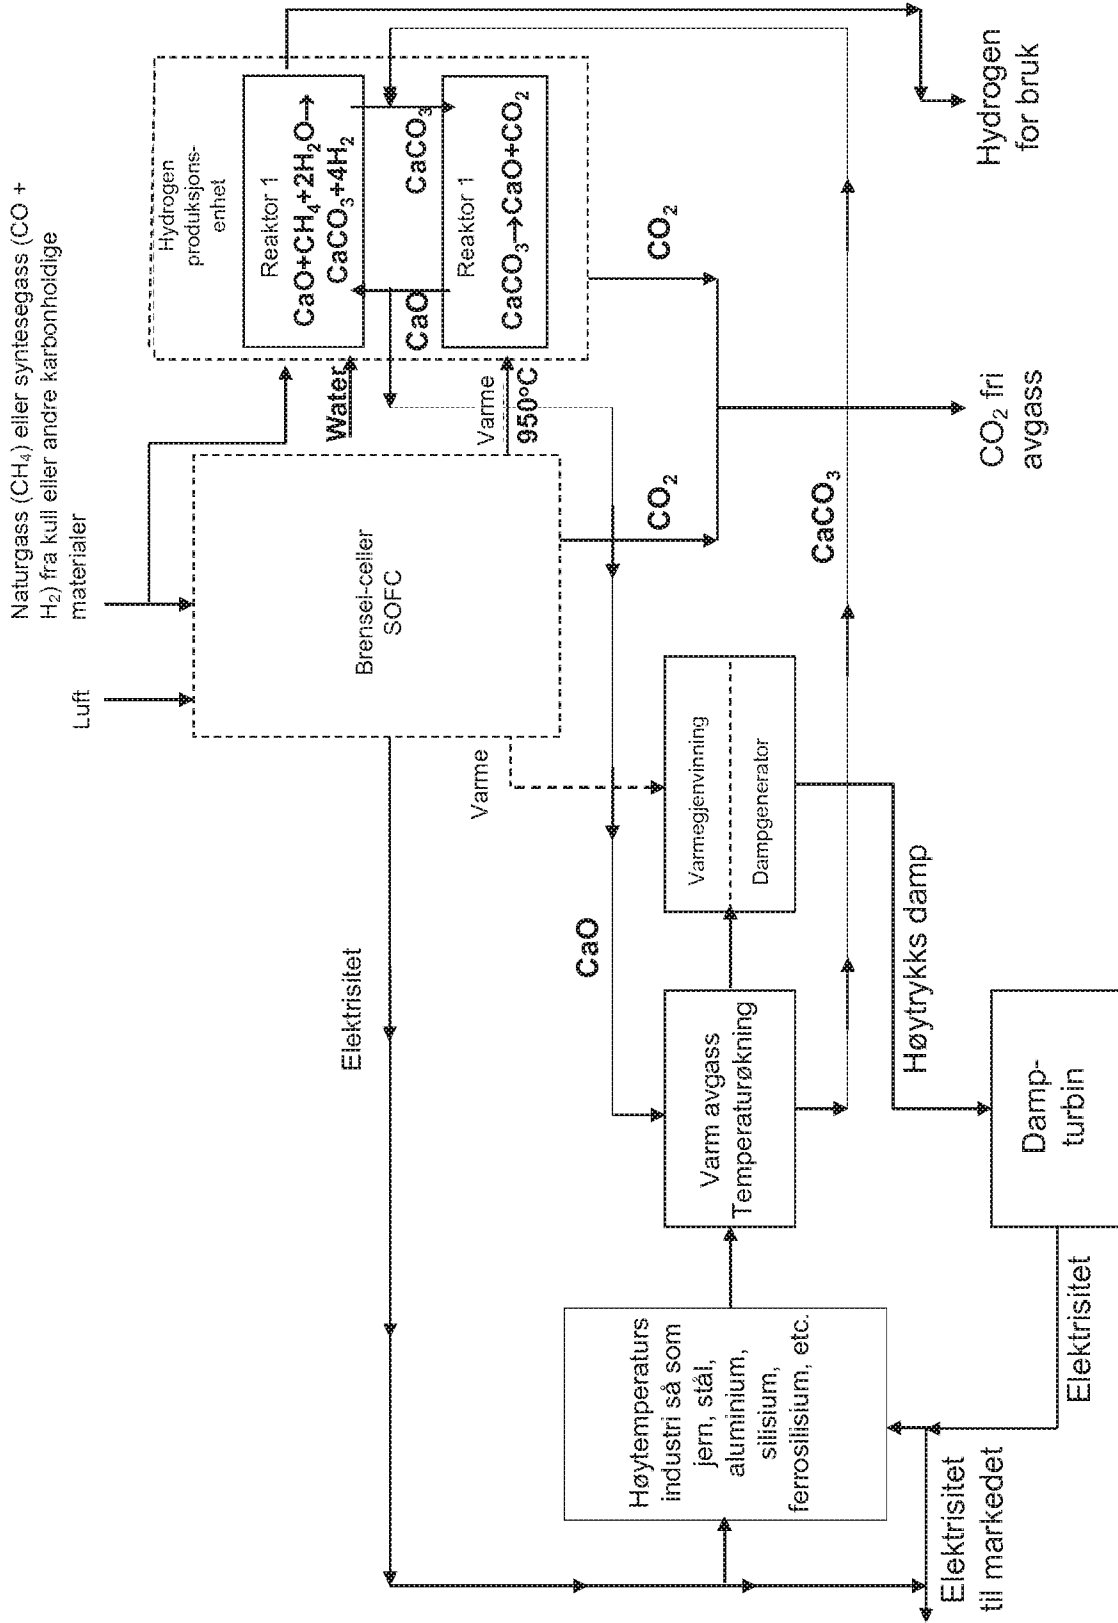 Naturgass (CH₄) eller syntesegass (CO +
H₂) fra kull eller andre karbonholdige
materialer
Luft
Hydrogen
produksjons-
enhet
Reaktor 1
CaO+CH₄+2H₂O→
CaCO₃+4H₂
CaO
CaCO₃
Reaktor 1
CaCO₃→CaO+CO₂
Water
Varme
950ºC
Brensel-celler
SOFC
Elektrisitet
Varme
CO₂
CO₂
CaO
Varmegjenvinning
Dampgenerator
Varm avgass
Temperaturøkning
Høytemperaturs
industri så som
jern, stål,
aluminium,
silisium,
ferrosilisium, etc.
CaCO₃
Høytrykks damp
Damp-
turbin
Elektrisitet
Elektrisitet
til markedet
CO₂ fri
avgass
Hydrogen
for bruk